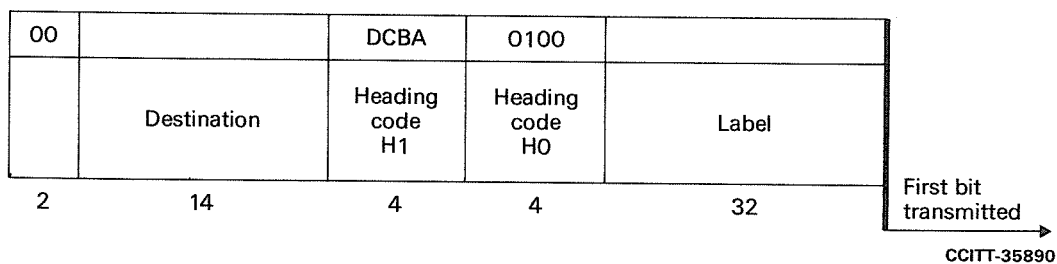 00 DCBA 0100
Destination
Heading
code
H1
Heading
code
H0
Label
2 14 4 4 32
First bit
transmitted
CCITT-35890